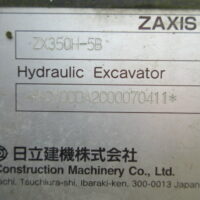 ZAXIS
ZX350H-5B
Hydraulic Excavator
00070411*
日立建機株式会社
Construction Machinery Co., Ltd.
Tsuchiura-shi, Ibaraki-ken, 300-0013 Japan